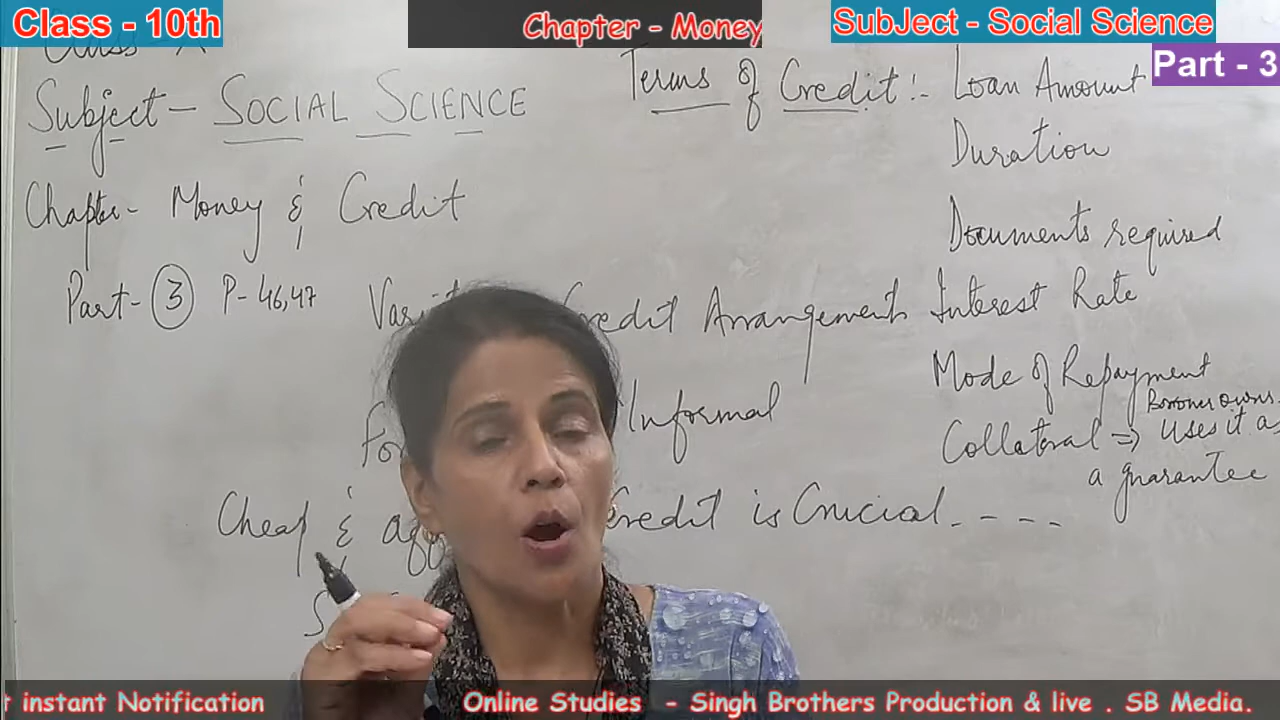 Class - 10th
Chapter - Money
SubJect - Social Science
Part - 3
Class - X
Subject - SOCIAL SCIENCE
Chapter - Money & Credit
Part - 3 P - 46,47
Terms of Credit :- Loan Amount
Duration
Documents required
Interest Rate
Mode of Repayment
Collateral => Borrower owns
Uses it as
a guarantee
Credit Arrangements
Informal
Cheap & Credit is Crucial - - - -
instant Notification Online Studies - Singh Brothers Production & live . SB Media.